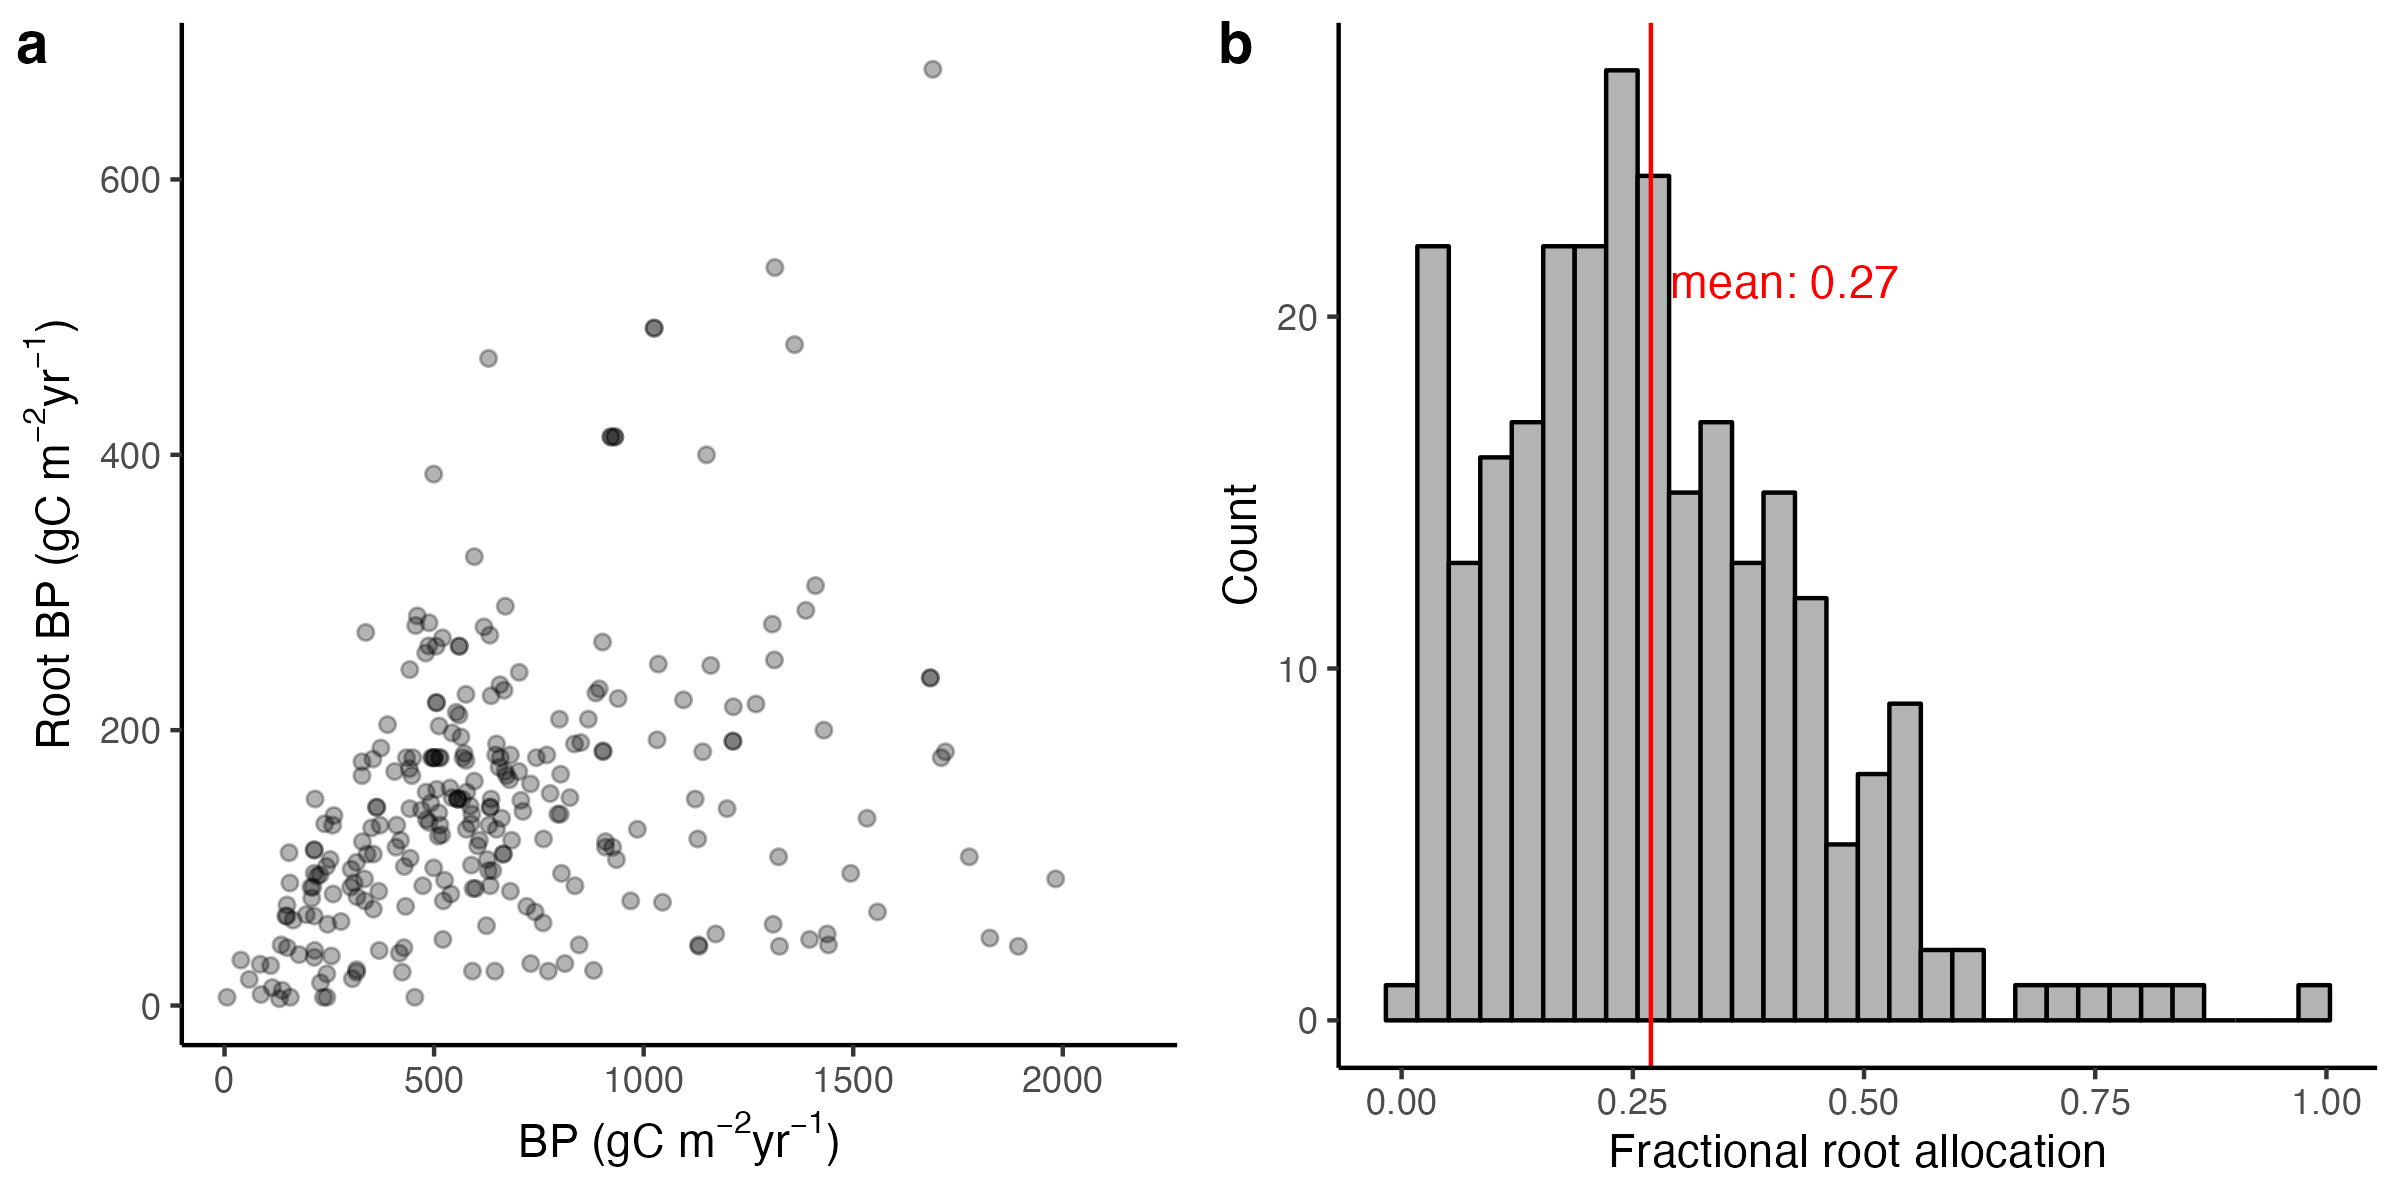 a
600
400
200
0
Root BP (gC m⁻²yr⁻¹)
0 500 1000 1500 2000
BP (gC m⁻²yr⁻¹)
b
mean: 0.27
20
10
0
Count
0.00 0.25 0.50 0.75 1.00
Fractional root allocation